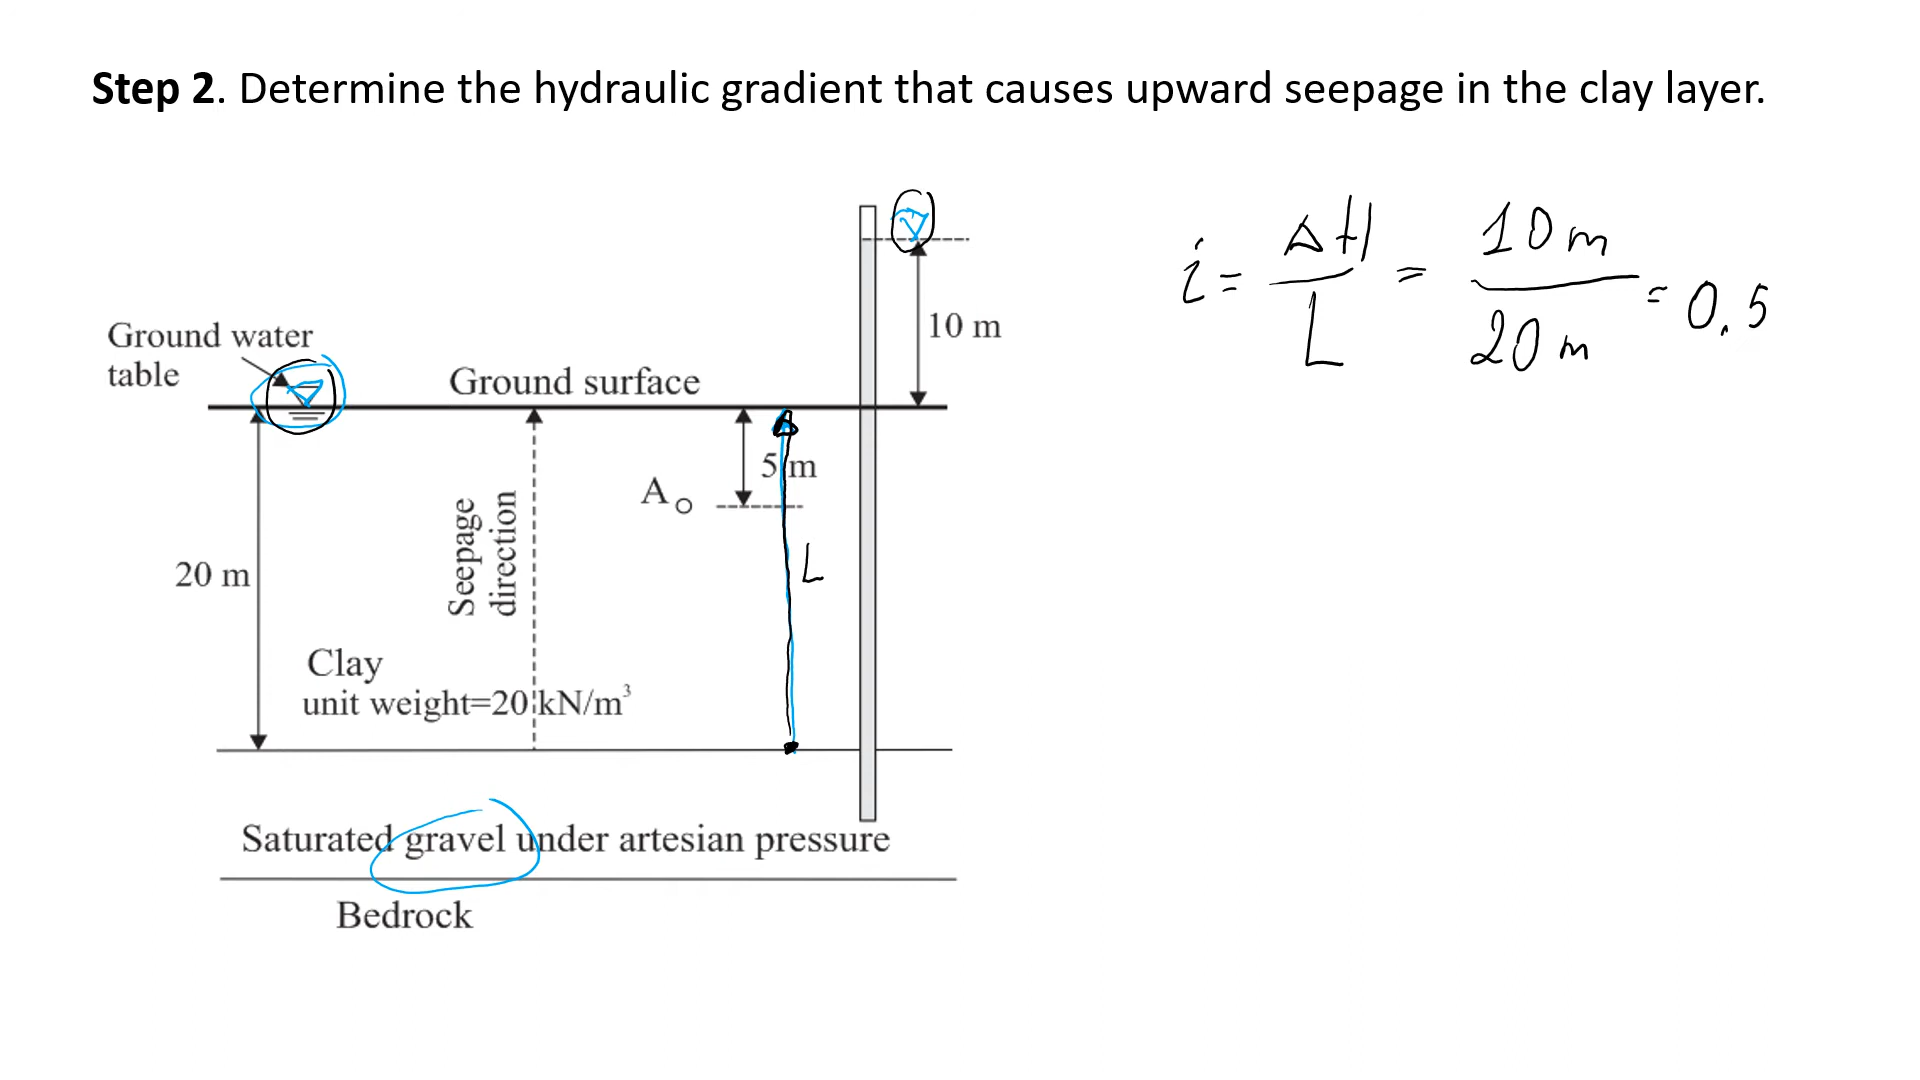 Step 2. Determine the hydraulic gradient that causes upward seepage in the clay layer.
i = ΔH / L = 10 m / 20 m = 0.5
10 m
Ground water
table
Ground surface
5 m
A
Seepage
direction
L
20 m
Clay
unit weight=20 kN/m³
Saturated gravel under artesian pressure
Bedrock